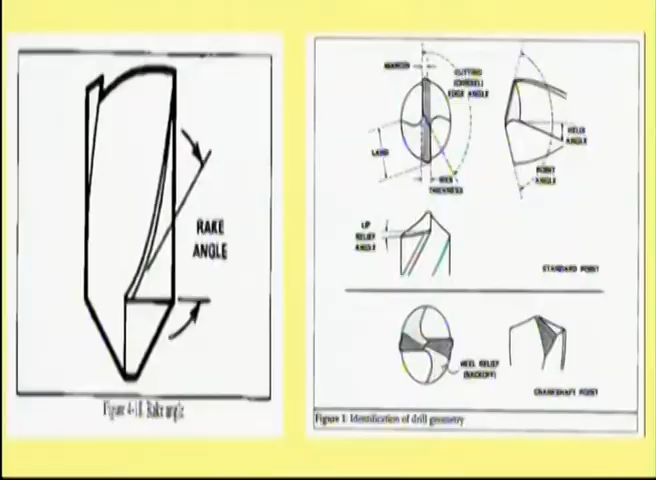 RAKE
ANGLE
Figure 4-11. Rake angle
MARGIN
CUTTING
(CHISEL)
EDGE ANGLE
LAND
WEB
THICKNESS
HELIX
ANGLE
POINT
ANGLE
LIP
RELIEF
ANGLE
STANDARD POINT
HEEL RELIEF
(BACKOFF)
CRANKSHAFT POINT
Figure 1: Identification of drill geometry